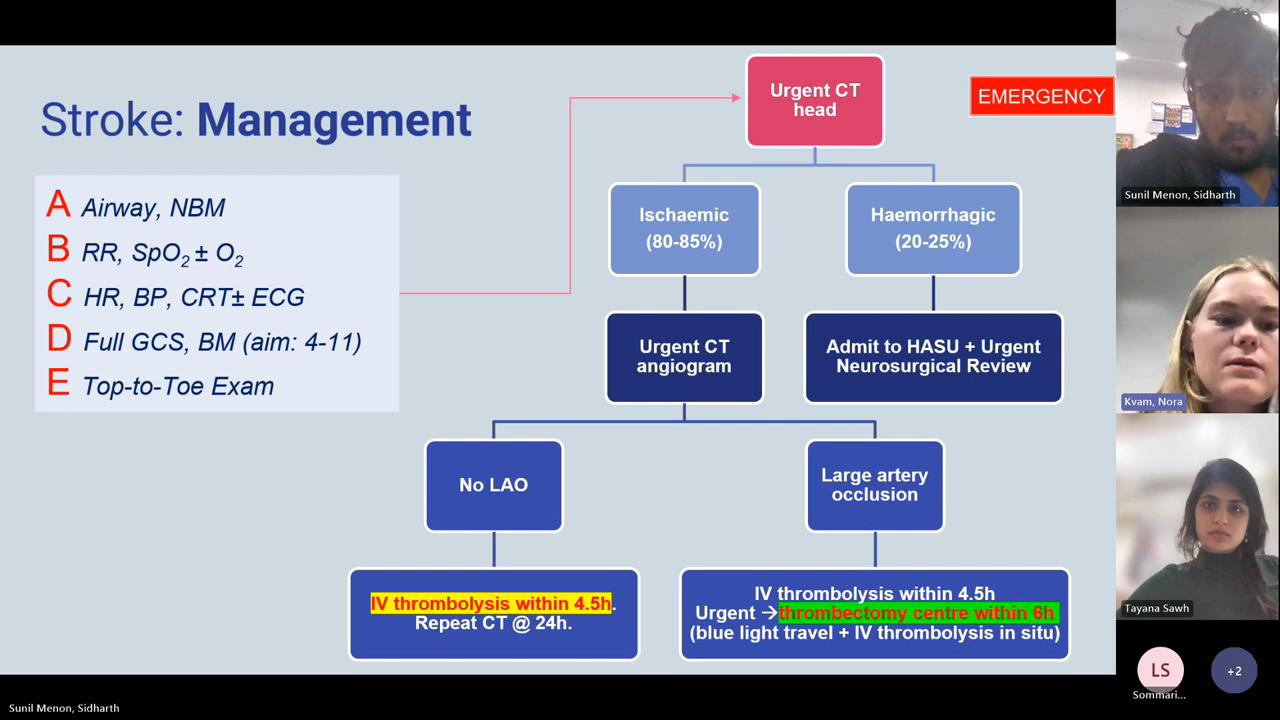 Stroke: Management
A Airway, NBM
B RR, SpO2 ± O2
C HR, BP, CRT± ECG
D Full GCS, BM (aim: 4-11)
E Top-to-Toe Exam
EMERGENCY
Urgent CT
head
Ischaemic
(80-85%)
Haemorrhagic
(20-25%)
Urgent CT
angiogram
Admit to HASU + Urgent
Neurosurgical Review
No LAO
Large artery
occlusion
IV thrombolysis within 4.5h.
Repeat CT @ 24h.
IV thrombolysis within 4.5h
Urgent → thrombectomy centre within 6h
(blue light travel + IV thrombolysis in situ)
Sunil Menon, Sidharth
Kvam, Nora
Tayana Sawh
LS
Sommari...
+2
Sunil Menon, Sidharth